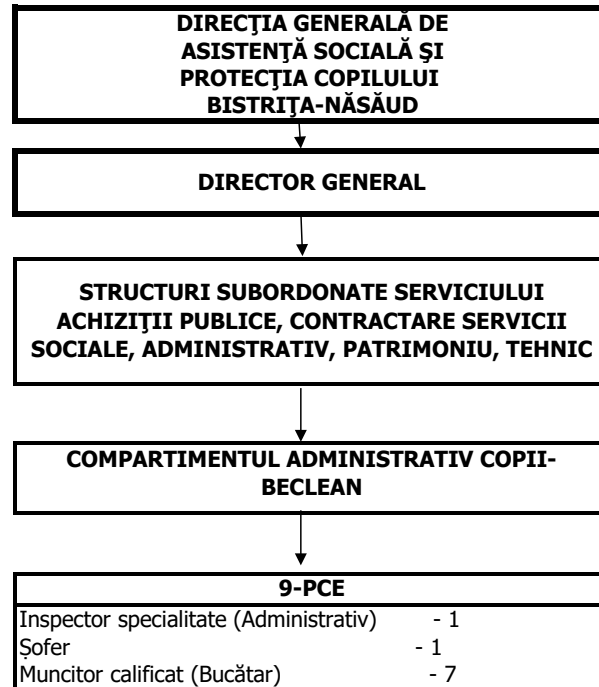 DIRECŢIA GENERALĂ DE
ASISTENŢĂ SOCIALĂ ŞI
PROTECŢIA COPILULUI
BISTRIŢA-NĂSĂUD
DIRECTOR GENERAL
STRUCTURI SUBORDONATE SERVICIULUI
ACHIZIŢII PUBLICE, CONTRACTARE SERVICII
SOCIALE, ADMINISTRATIV, PATRIMONIU, TEHNIC
COMPARTIMENTUL ADMINISTRATIV COPII-
BECLEAN
9-PCE
Inspector specialitate (Administrativ) - 1
Șofer - 1
Muncitor calificat (Bucătar) - 7